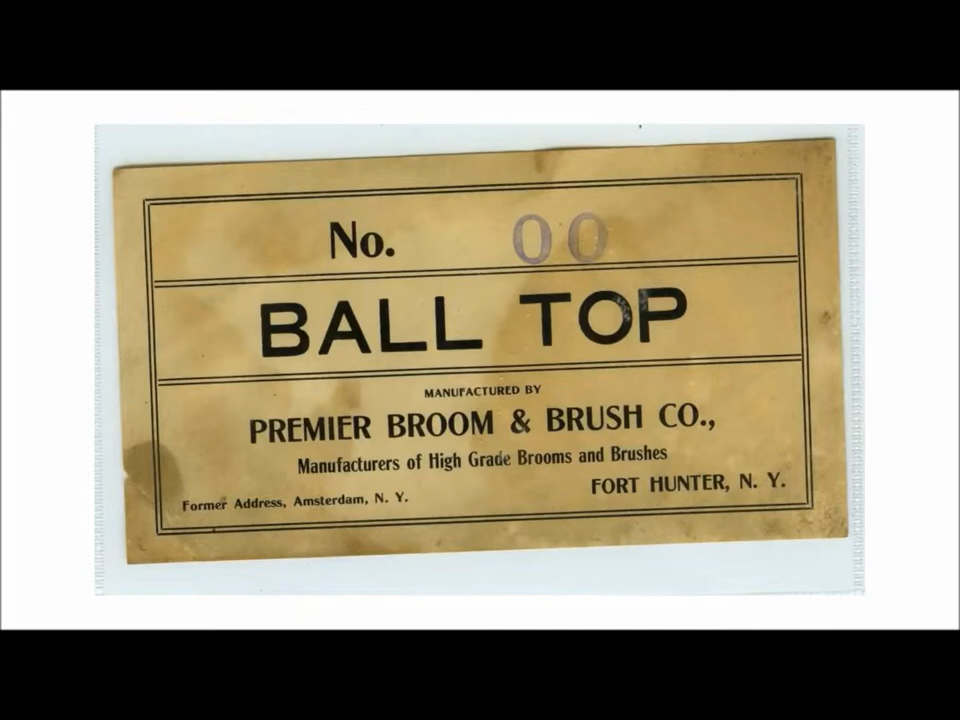 No. 00
BALL TOP
MANUFACTURED BY
PREMIER BROOM & BRUSH CO.,
Manufacturers of High Grade Brooms and Brushes
FORT HUNTER, N. Y.
Former Address, Amsterdam, N. Y.